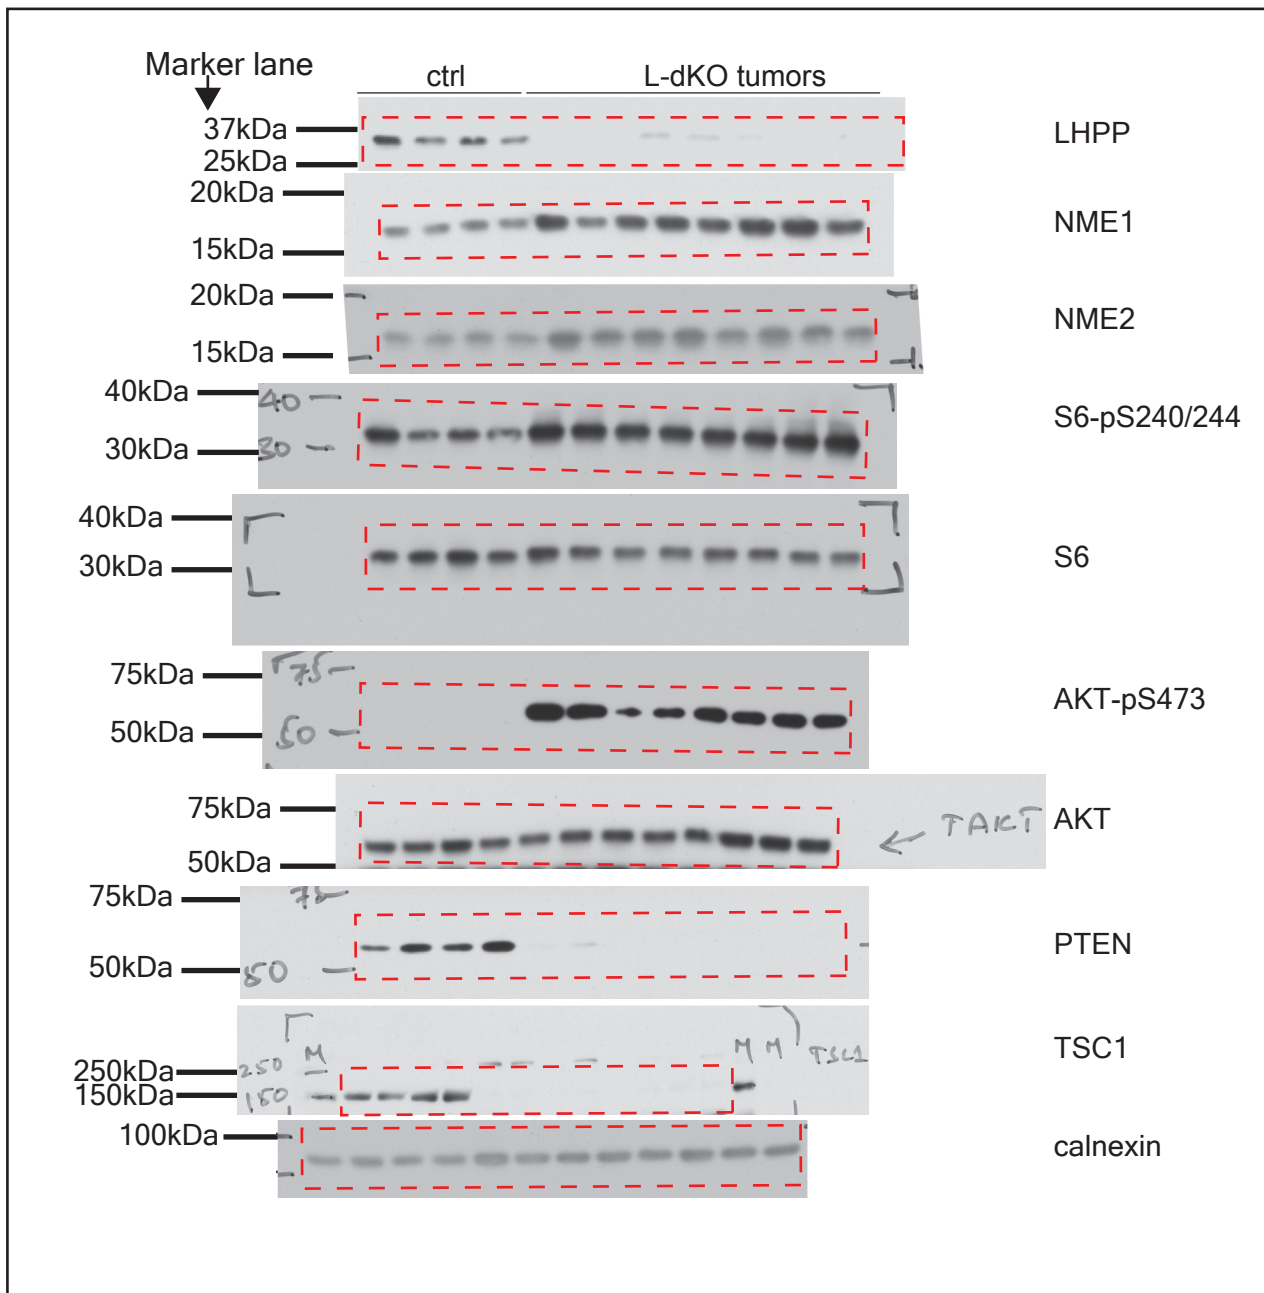 Marker lane
ctrl L-dKO tumors
37kDa
25kDa
LHPP
20kDa
15kDa
NME1
20kDa
15kDa
NME2
40kDa
40
30kDa
30
S6-pS240/244
40kDa
30kDa
S6
75kDa
75
50kDa
50
AKT-pS473
75kDa
50kDa
TAKT
AKT
75kDa
75
50kDa
50
PTEN
M M M TSC1
250kDa
250
150kDa
150
TSC1
100kDa
calnexin